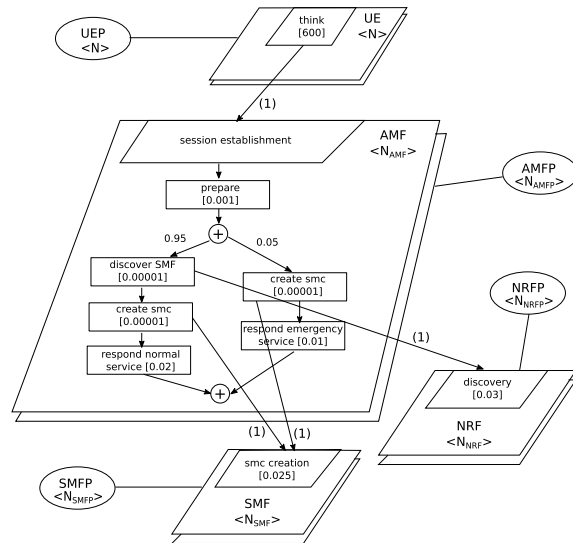 UEP
<N>
think
[600]
UE
<N>
(1)
session establishment
AMF
<N_AMF>
prepare
[0.001]
AMFP
<N_AMFP>
+
0.95
0.05
discover SMF
[0.00001]
create smc
[0.00001]
create smc
[0.00001]
respond emergency
service [0.01]
respond normal
service [0.02]
+
NRFP
<N_NRFP>
(1)
discovery
[0.03]
NRF
<N_NRF>
(1)
(1)
smc creation
[0.025]
SMF
<N_SMF>
SMFP
<N_SMFP>